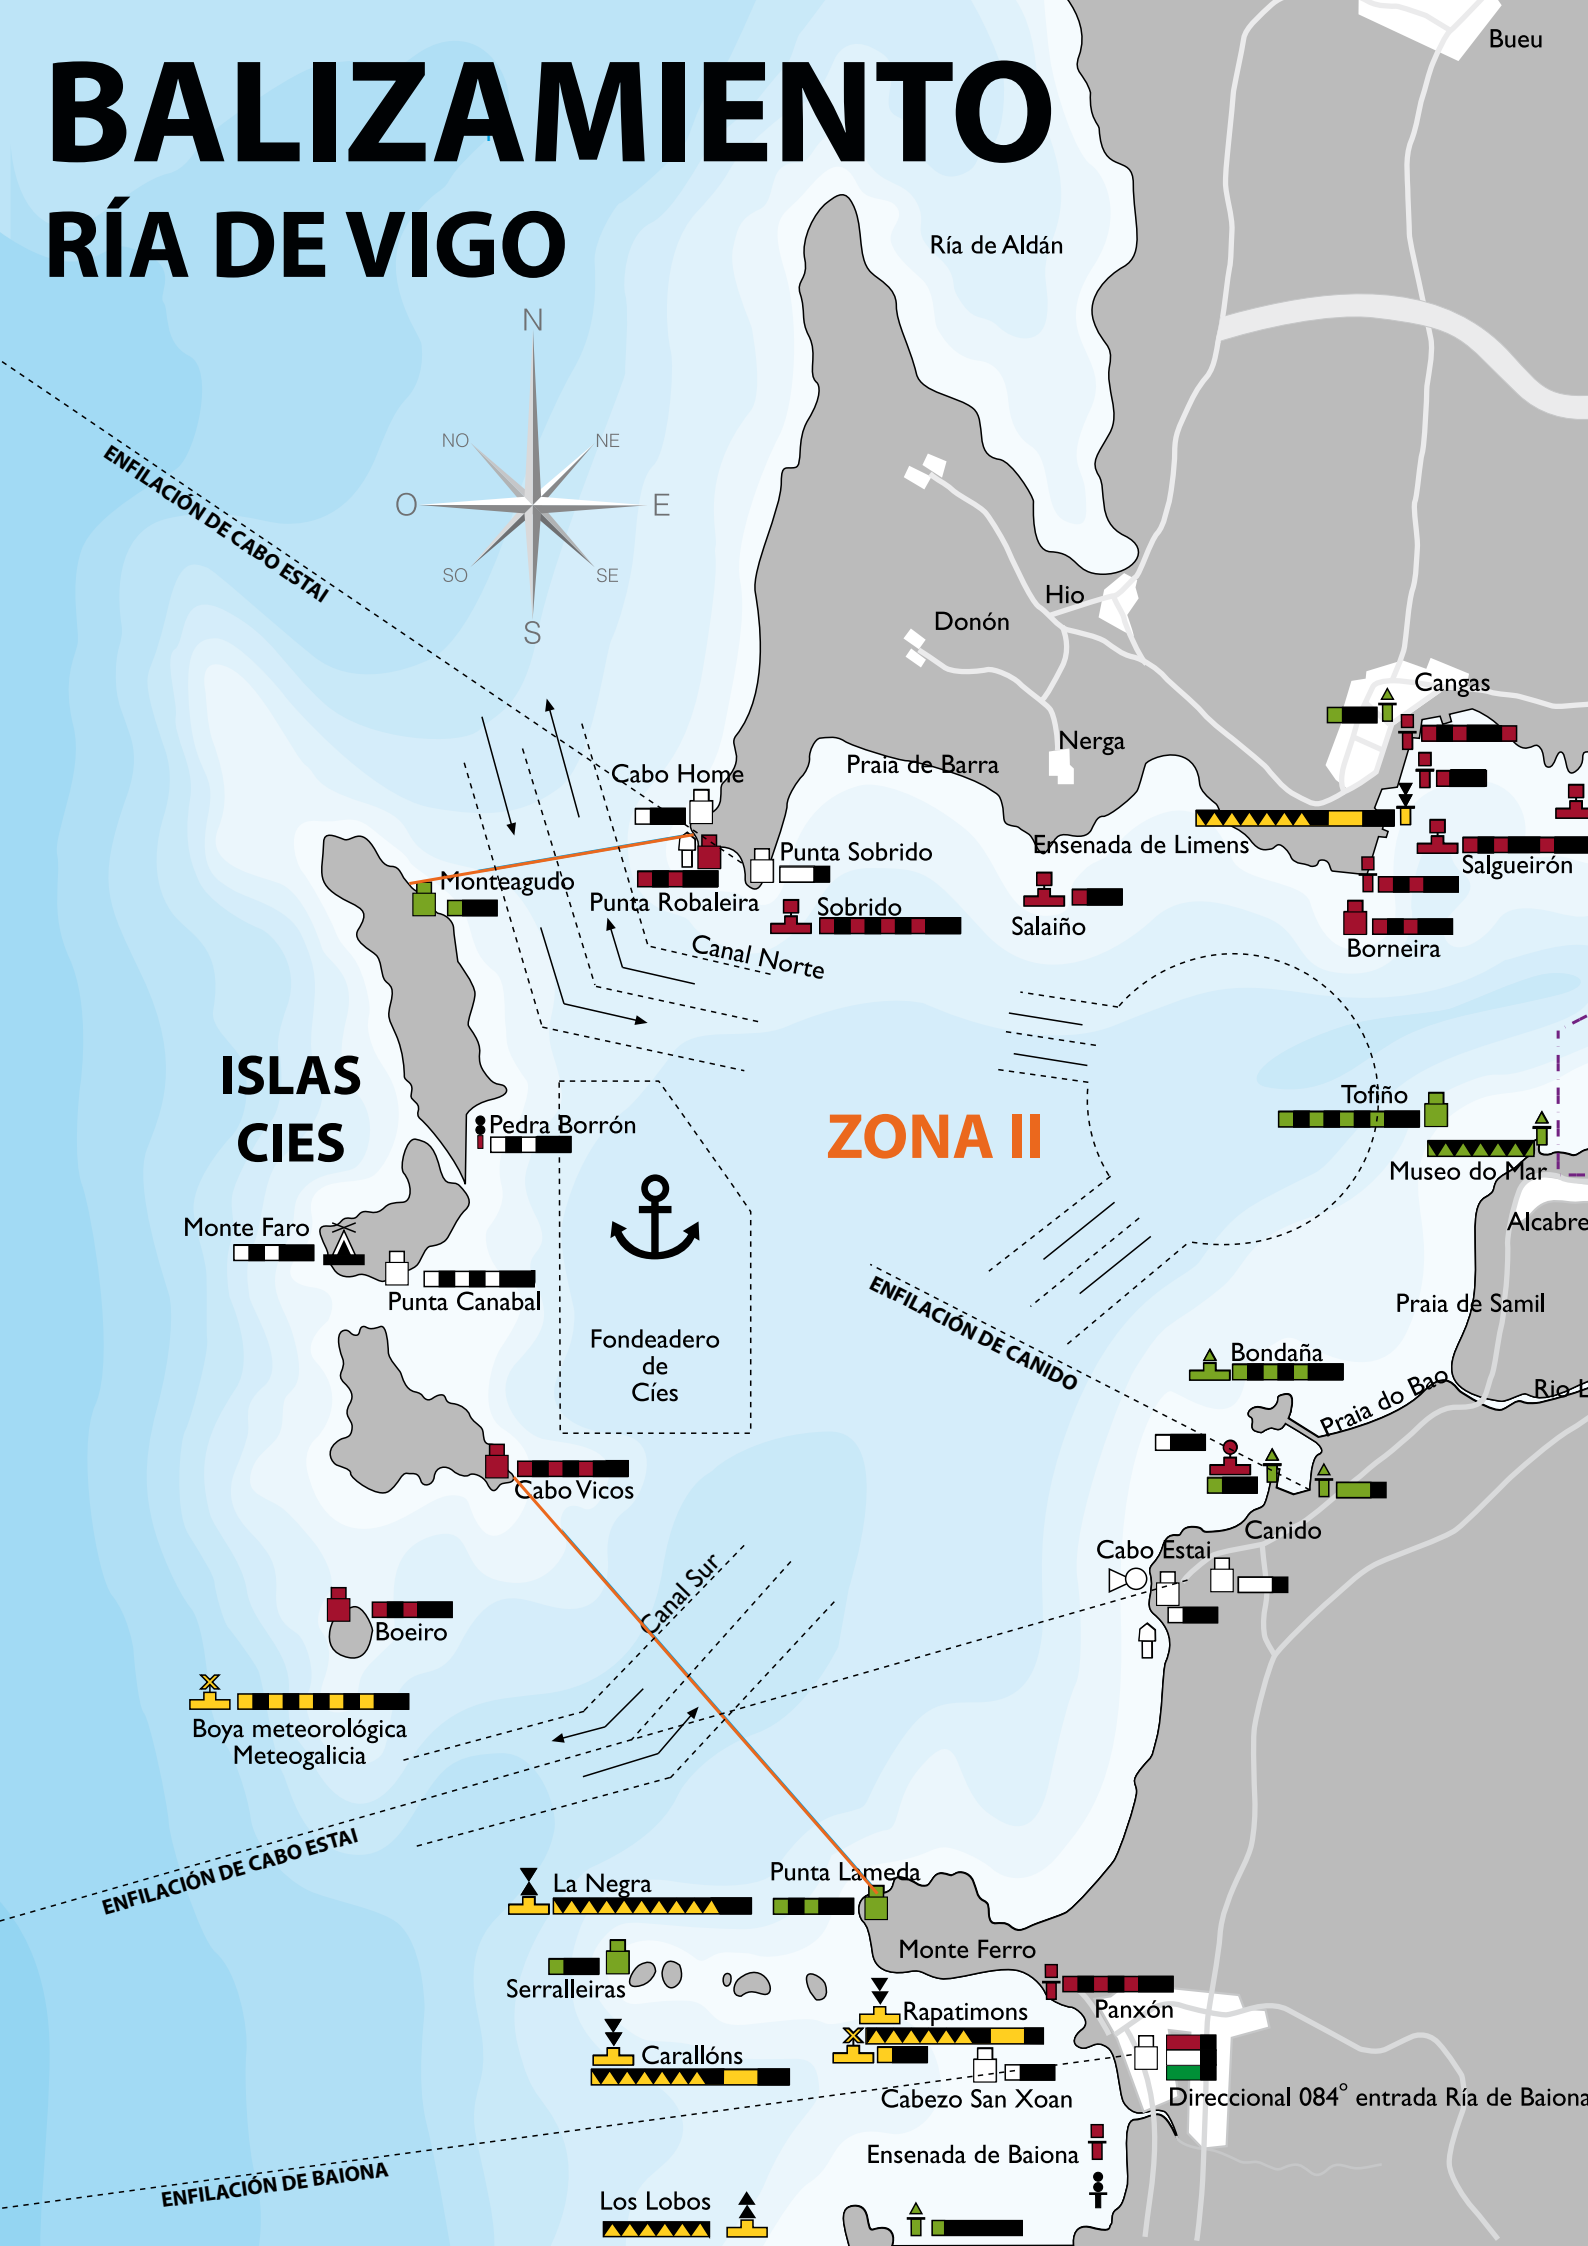 BALIZAMIENTO
RÍA DE VIGO
Bueu
Ría de Aldán
N
NO
NE
O
E
SO
SE
S
ENFILACIÓN DE CABO ESTAI
Hio
Donón
Cangas
Nerga
Cabo Home
Praia de Barra
Punta Sobrido
Ensenada de Limens
Salgueirón
Monteagudo
Punta Robaleira
Sobrido
Salaiño
Borneira
Canal Norte
ISLAS
CIES
Pedra Borrón
ZONA II
Tofiño
Museo do Mar
Monte Faro
Alcabre
Punta Canabal
ENFILACIÓN DE CANIDO
Praia de Samil
Fondeadero
de
Cíes
Bondaña
Praia do Bao
Rio L
Cabo Vicos
Canido
Cabo Estai
Canal Sur
Boeiro
Boya meteorológica
Meteogalicia
ENFILACIÓN DE CABO ESTAI
La Negra
Punta Lameda
Monte Ferro
Serralleiras
Rapatimons
Panxón
Carallóns
Cabezo San Xoan
Direccional 084° entrada Ría de Baiona
Ensenada de Baiona
ENFILACIÓN DE BAIONA
Los Lobos